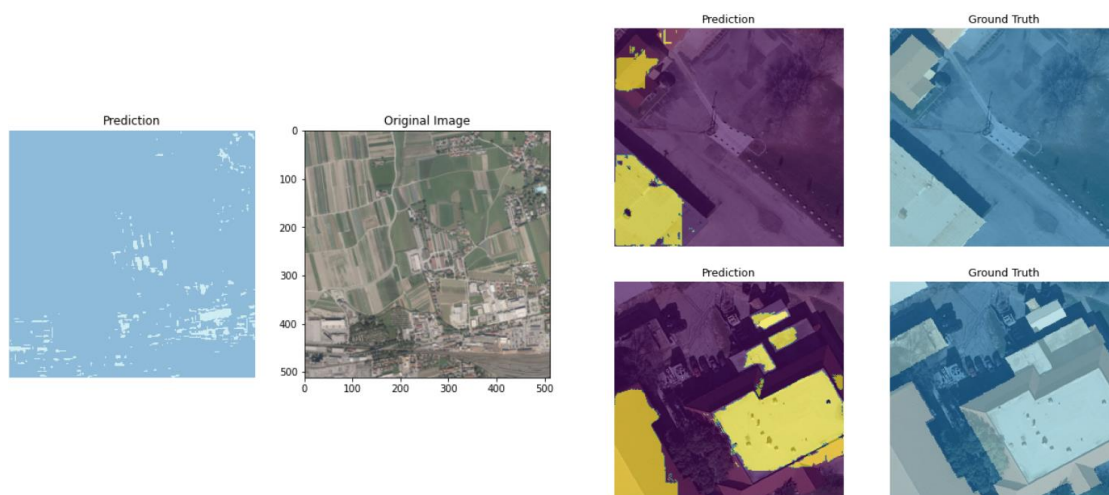 Prediction
Original Image
0
100
200
300
400
500
0 100 200 300 400 500
Prediction
Ground Truth
Prediction
Ground Truth